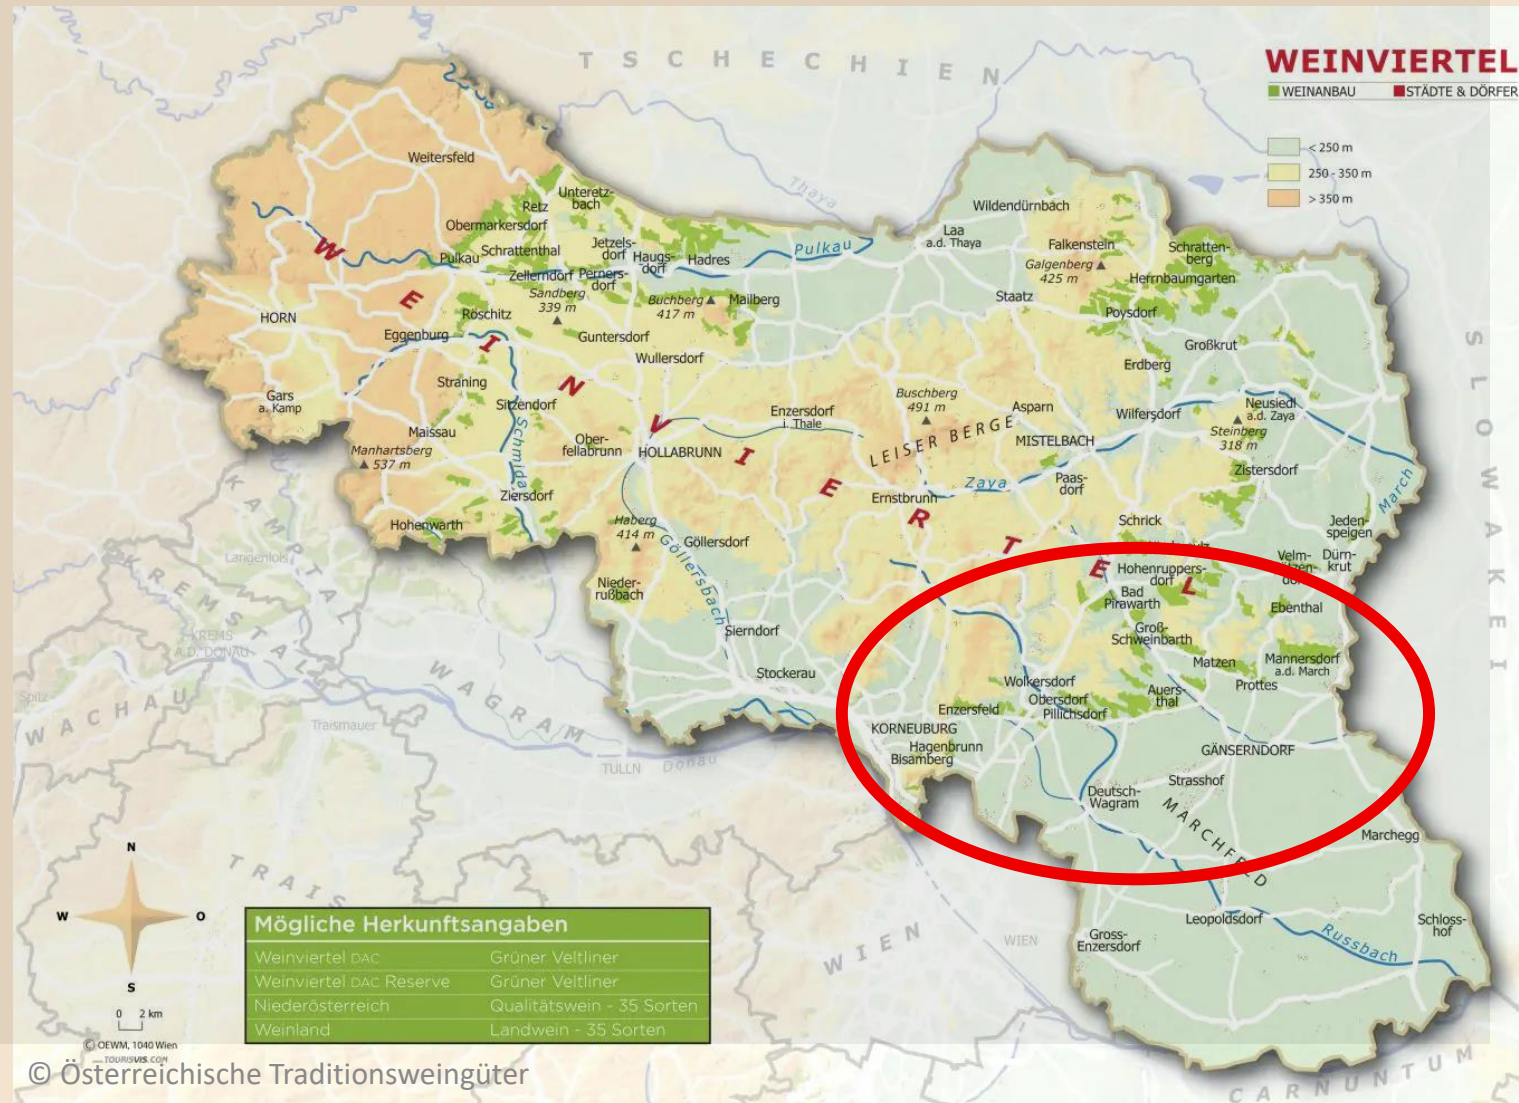 TSCHECHIEN
WEINVIERTEL
WEINANBAU
STÄDTE & DÖRFER
< 250 m
250 - 350 m
> 350 m
Weitersfeld
Thaya
Unteretz-
bach
Retz
Wildendürnbach
Obermarkersdorf
Laa
a.d. Thaya
Falkenstein
Schratten-
berg
Schrattenthal
Jetzels-
dorf
Haugs-
dorf
Hadres
Pulkau
Pulkau
Galgenberg
425 m
Herrnbaumgarten
Zellerndorf
Perners-
dorf
Sandberg
339 m
Buchberg
417 m
Mailberg
Staatz
HORN
Röschitz
Poysdorf
Eggenburg
Guntersdorf
Großkrut
Wullersdorf
Erdberg
Straning
Gars
a. Kamp
Sitzendorf
Buschberg
491 m
Enzersdorf
i. Thale
Asparn
Wilfersdorf
Neusiedl
a.d. Zaya
Steinberg
318 m
Maissau
Ober-
fellabrunn
HOLLABRUNN
LEISER BERGE
MISTELBACH
Manhartsberg
537 m
Schmida
Zistersdorf
March
SLOWAKEI
Zaya
Paas-
dorf
Ziersdorf
Ernstbrunn
WEINVIERTEL
Hohenwarth
Haberg
414 m
Göllersdorf
Göllersbach
Schrick
Jeden-
speigen
KAMPTAL
Langenlois
Velm-
Dürn-
krut
Hohenruppers-
dorf
Nieder-
rußbach
Bad
Pirawarth
Ebenthal
KREMSTAL
KREMS
A.D. DONAU
Sierndorf
Groß-
Schweinbarth
Matzen
Mannersdorf
a.d. March
Stockerau
Prottes
WACHAU
Spitz
WAGRAM
Traismauer
Wolkersdorf
Obersdorf
Pillichsdorf
Auers-
thal
Enzersfeld
KORNEUBURG
Hagenbrunn
Bisamberg
GÄNSERNDORF
TULLN
Donau
Strasshof
Deutsch-
Wagram
MARCHFELD
Marchegg
TRAIS
Leopoldsdorf
Schloss-
hof
Gross-
Enzersdorf
Russbach
WIEN
WIEN
CARNUNTUM
N
W
O
S
0 2 km
Mögliche Herkunftsangaben
Weinviertel DAC Grüner Veltliner
Weinviertel DAC Reserve Grüner Veltliner
Niederösterreich Qualitätswein - 35 Sorten
Weinland Landwein - 35 Sorten
© OEWM, 1040 Wien
TOURISVIS.COM
© Österreichische Traditionsweingüter